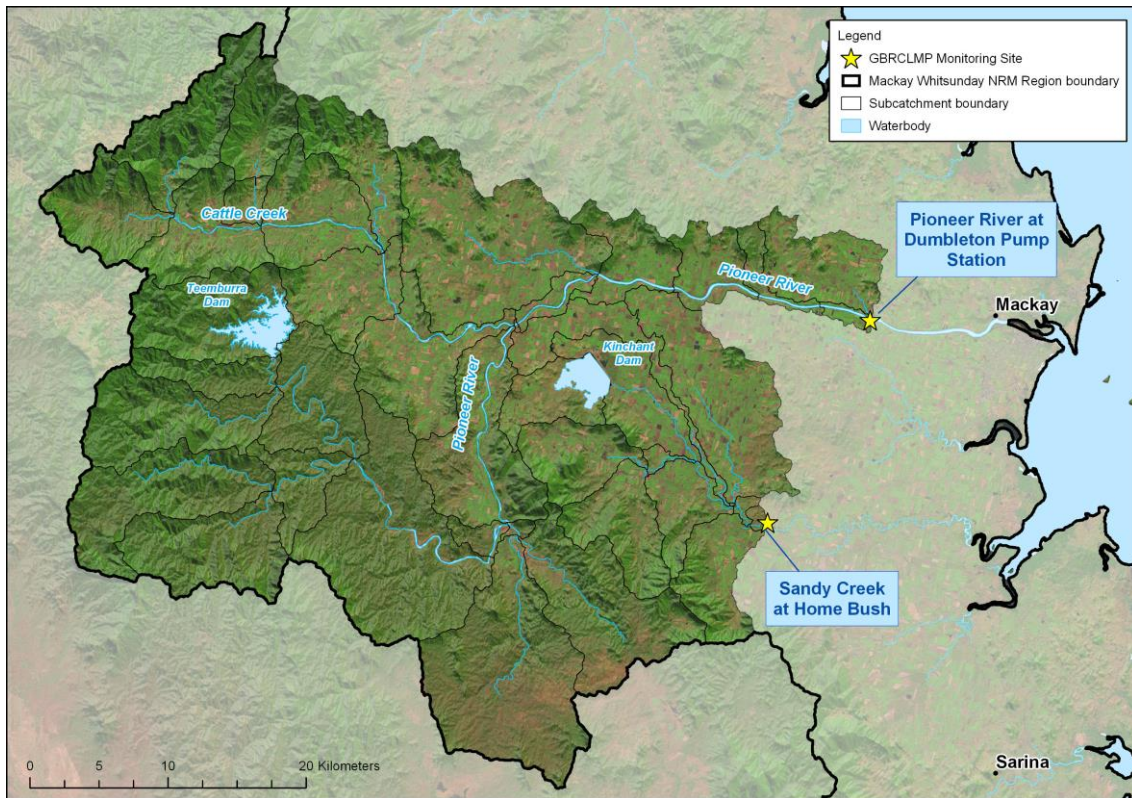 Legend
GBRCLMP Monitoring Site
Mackay Whitsunday NRM Region boundary
Subcatchment boundary
Waterbody
Cattle Creek
Pioneer River at
Dumbleton Pump
Station
Teemburra
Dam
Pioneer River
Mackay
Kinchant
Dam
Pioneer River
Sandy Creek
at Home Bush
0 5 10 20 Kilometers
Sarina